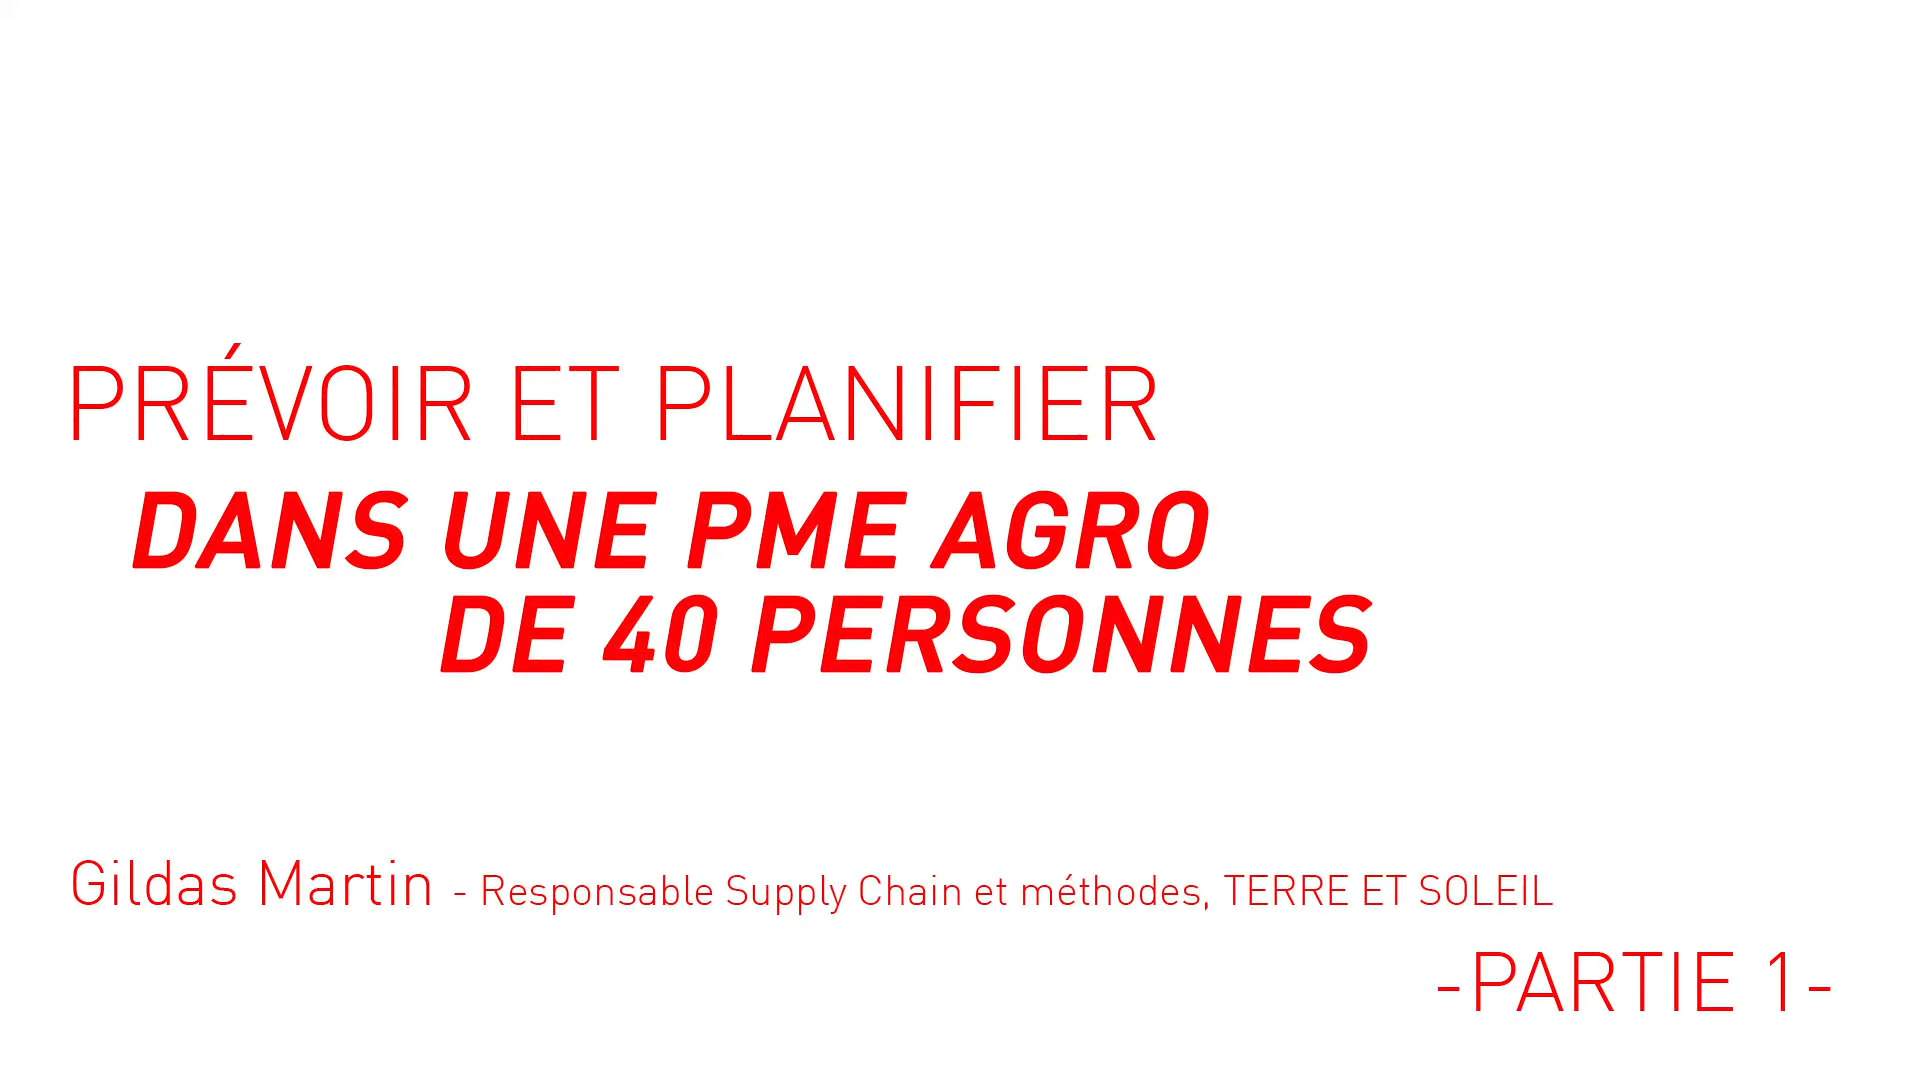 PRÉVOIR ET PLANIFIER
DANS UNE PME AGRO
DE 40 PERSONNES
Gildas Martin - Responsable Supply Chain et méthodes, TERRE ET SOLEIL
-PARTIE 1-